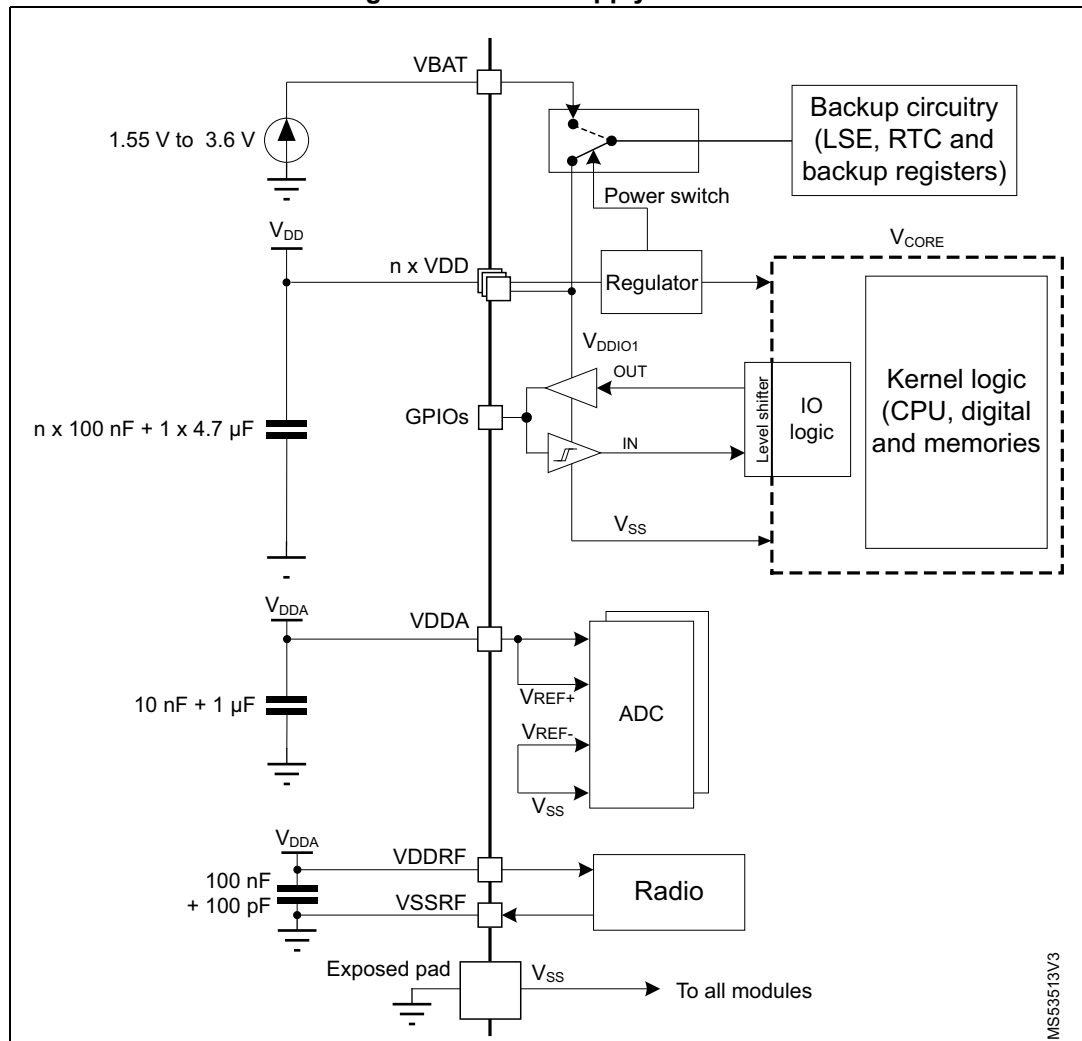 VBAT
1.55 V to 3.6 V
Backup circuitry
(LSE, RTC and
backup registers)
Power switch
VDD
n x VDD
Regulator
VCORE
VDDIO1
OUT
GPIOs
IN
Level shifter
IO
logic
Kernel logic
(CPU, digital
and memories
n x 100 nF + 1 x 4.7 µF
VSS
VDDA
VDDA
10 nF + 1 µF
VREF+
VREF-
VSS
ADC
VDDA
VDDRF
100 nF
+ 100 pF
VSSRF
Radio
Exposed pad
VSS
To all modules
MS53513V3